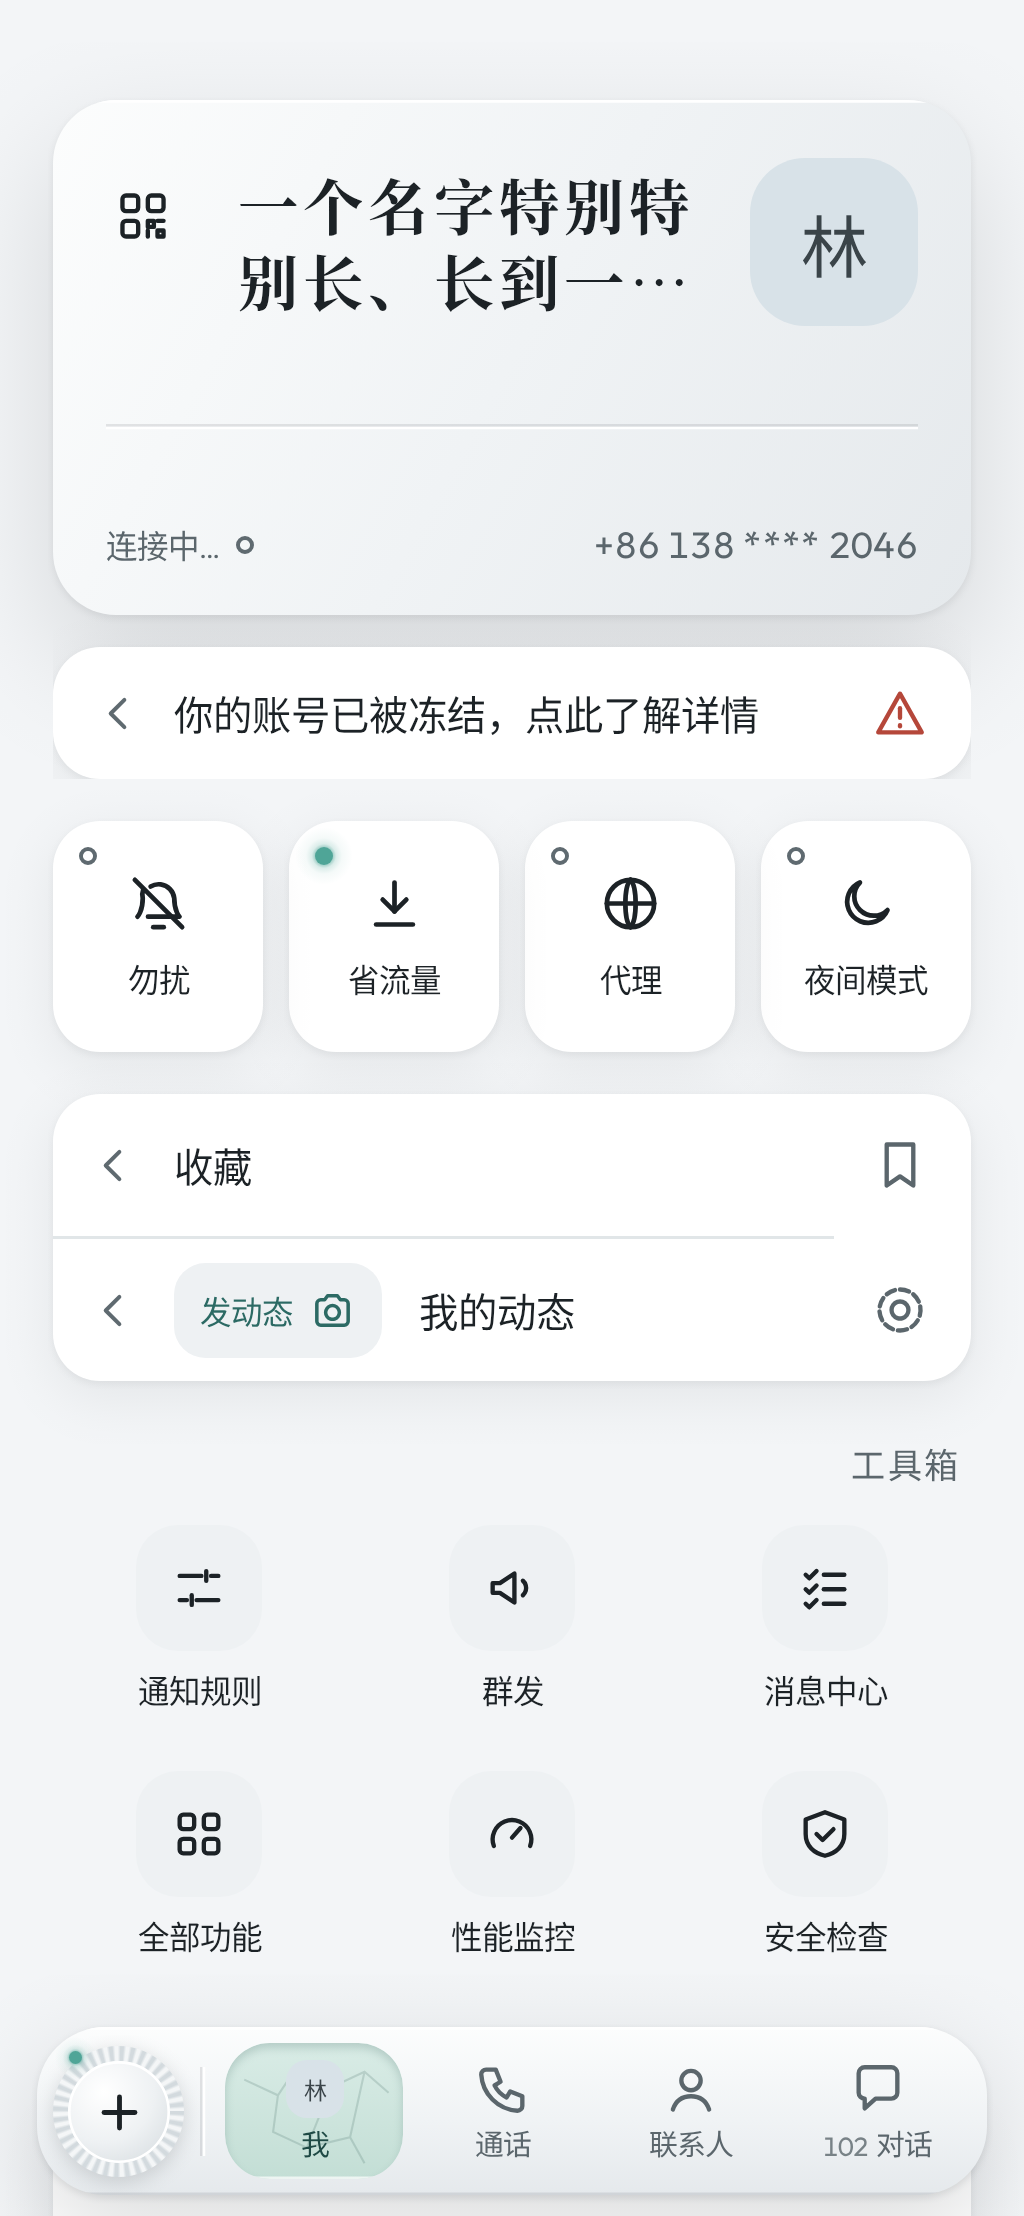 一个名字特别特
别长、长到一…
林
连接中...
+86 138 **** 2046
你的账号已被冻结，点此了解详情
勿扰
省流量
代理
夜间模式
收藏
发动态
我的动态
工具箱
通知规则
群发
消息中心
全部功能
性能监控
安全检查
林
我
通话
联系人
102 对话